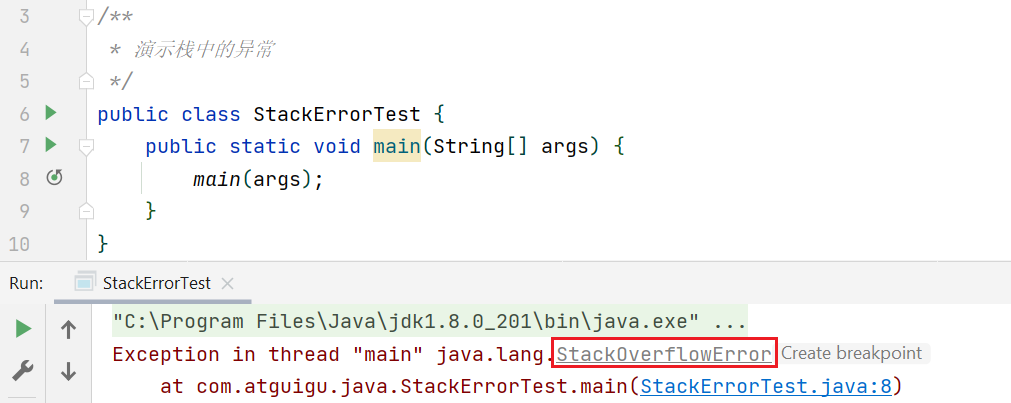 3 /**
4  * 演示栈中的异常
5  */
6 public class StackErrorTest {
7     public static void main(String[] args) {
8         main(args);
9     }
10 }
Run: StackErrorTest
"C:\Program Files\Java\jdk1.8.0_201\bin\java.exe" ...
Exception in thread "main" java.lang.StackOverflowError Create breakpoint
    at com.atguigu.java.StackErrorTest.main(StackErrorTest.java:8)